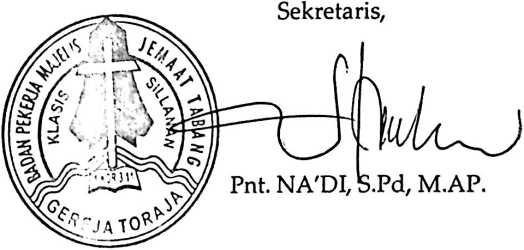 Sekretaris,
BADAN PEKERJA MAJELIS JEMAAT TABANG
KLASIS SILLANAN
GEREJA TORAJA
Pnt. NA'DI, S.Pd, M.AP.